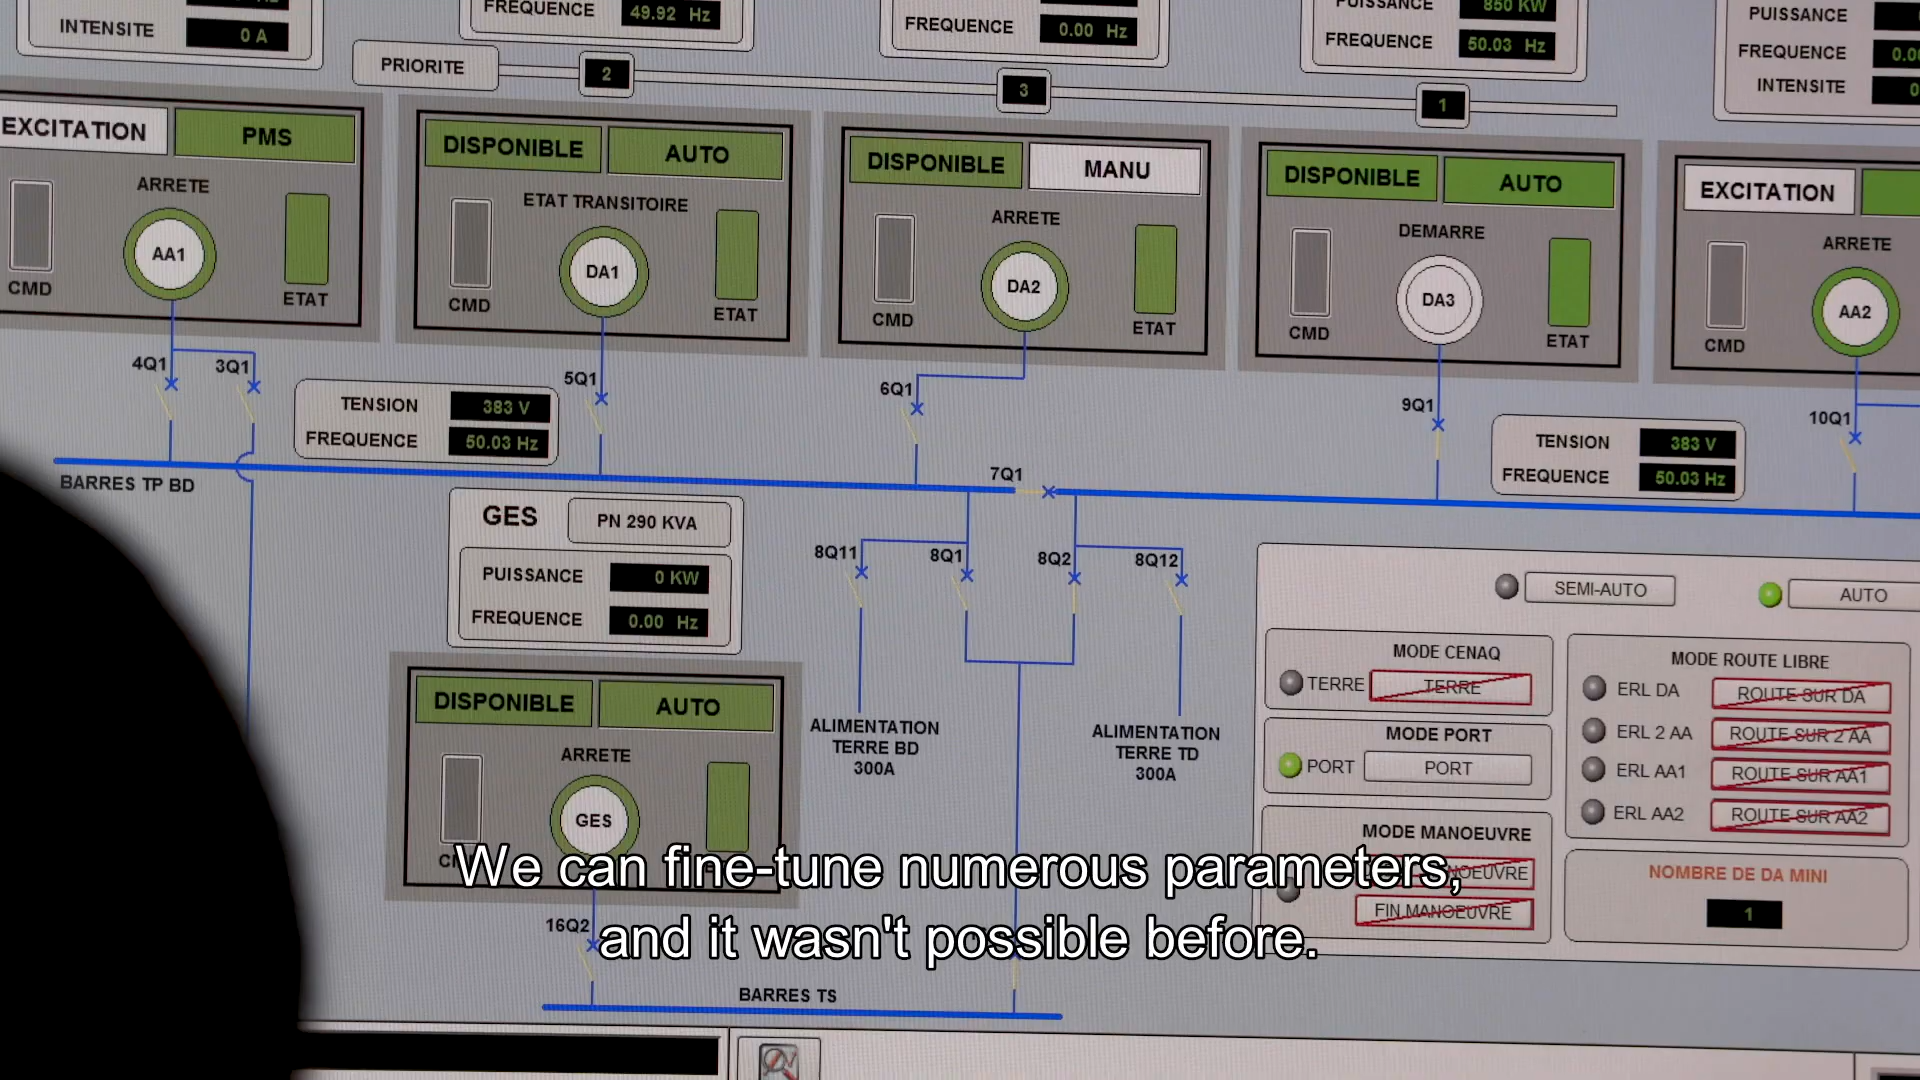 INTENSITE
0 A
FREQUENCE
49.92 Hz
FREQUENCE
0.00 Hz
PUISSANCE
850 KW
FREQUENCE
50.03 Hz
PUISSANCE
FREQUENCE
INTENSITE
PRIORITE
2
3
1
EXCITATION
PMS
ARRETE
AA1
CMD
ETAT
DISPONIBLE
AUTO
ETAT TRANSITOIRE
DA1
CMD
ETAT
DISPONIBLE
MANU
ARRETE
DA2
CMD
ETAT
DISPONIBLE
AUTO
DEMARRE
DA3
CMD
ETAT
EXCITATION
ARRETE
AA2
CMD
4Q1
3Q1
5Q1
6Q1
9Q1
10Q1
TENSION
383 V
FREQUENCE
50.03 Hz
TENSION
383 V
FREQUENCE
50.03 Hz
BARRES TP BD
7Q1
GES
PN 290 KVA
PUISSANCE
0 KW
FREQUENCE
0.00 Hz
8Q11
8Q1
8Q2
8Q12
DISPONIBLE
AUTO
ARRETE
GES
ALIMENTATION
TERRE BD
300A
ALIMENTATION
TERRE TD
300A
SEMI-AUTO
AUTO
MODE CENAQ
TERRE
TERRE
MODE PORT
PORT
PORT
MODE MANOEUVRE
FIN MANOEUVRE
MODE ROUTE LIBRE
ERL DA
ROUTE SUR DA
ERL 2 AA
ROUTE SUR 2 AA
ERL AA1
ROUTE SUR AA1
ERL AA2
ROUTE SUR AA2
NOMBRE DE DA MINI
1
We can fine-tune numerous parameters,
and it wasn't possible before.
16Q2
BARRES TS